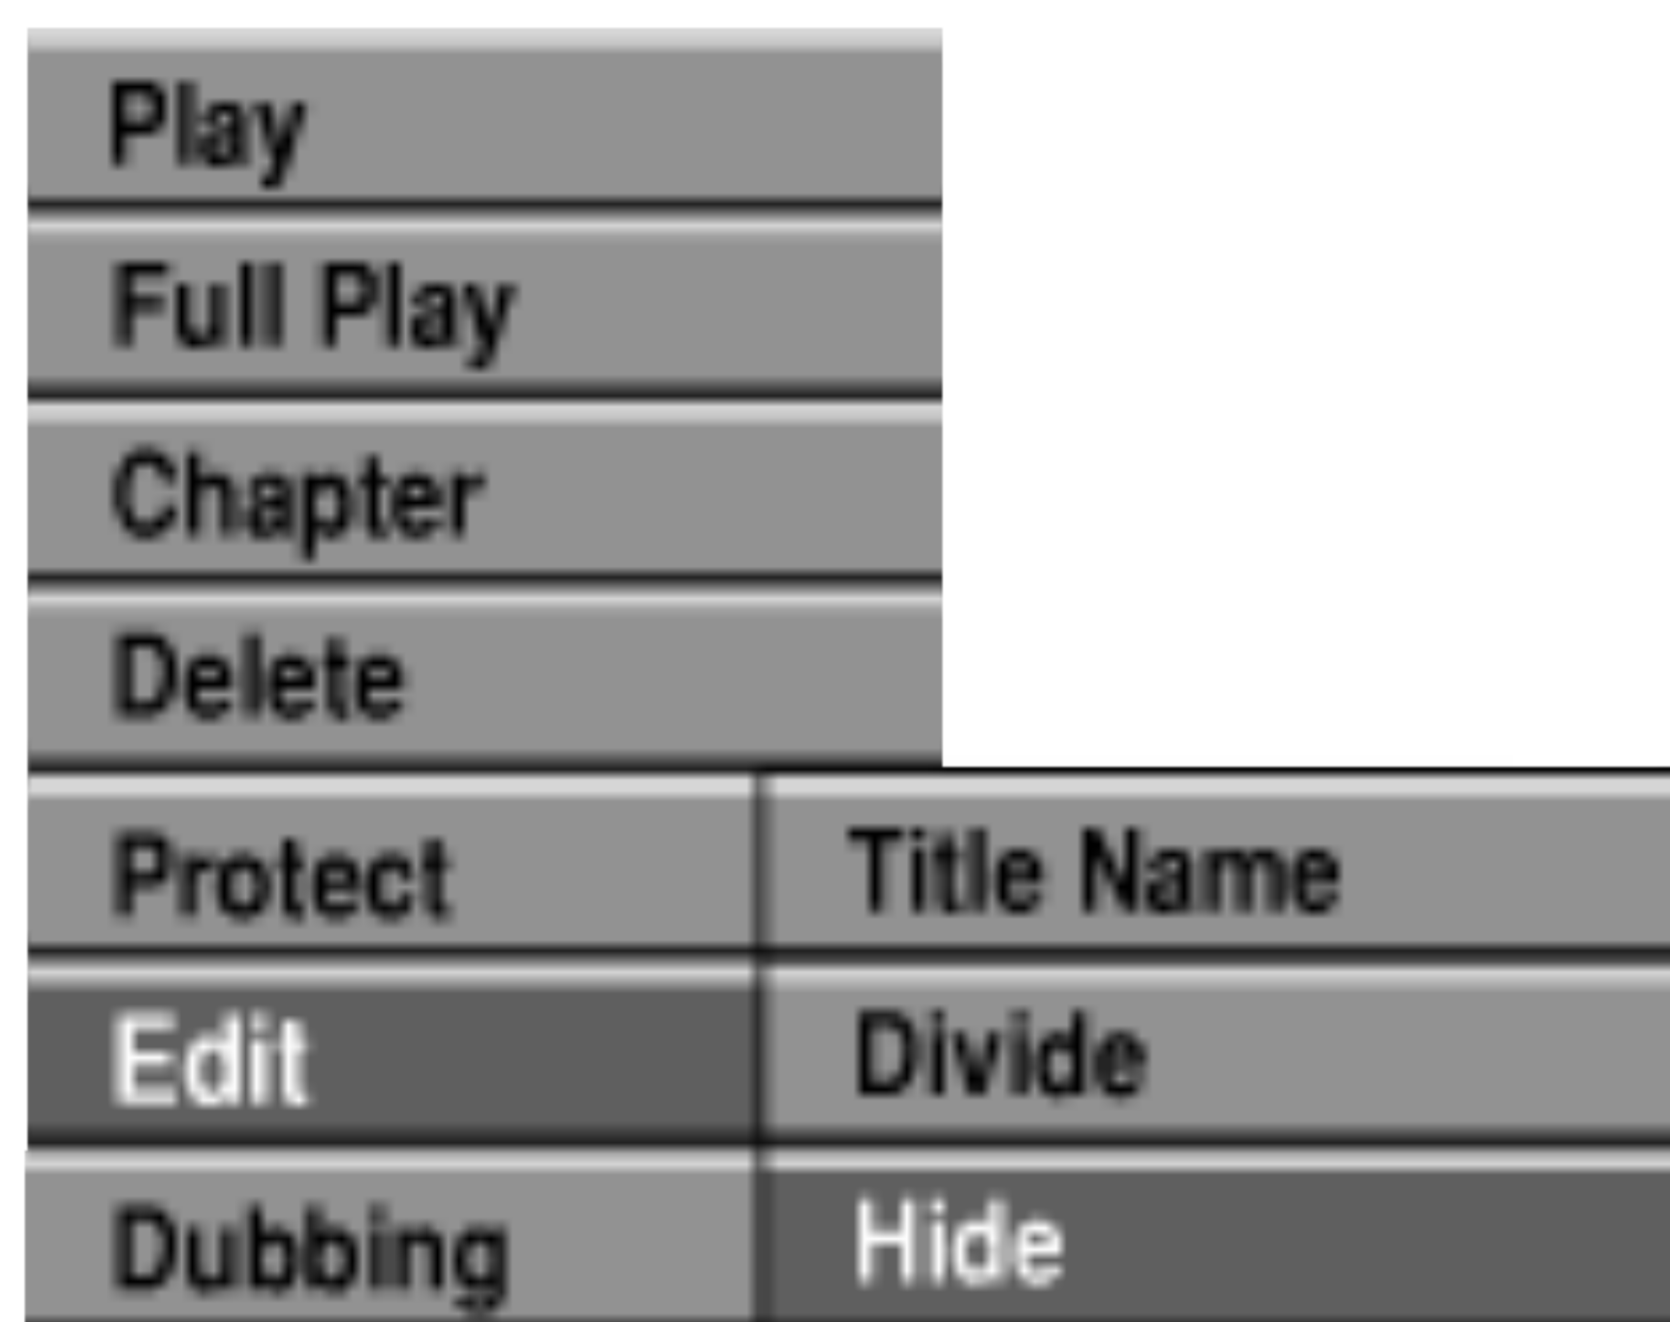 Play
Full Play
Chapter
Delete
Protect
Title Name
Edit
Divide
Dubbing
Hide